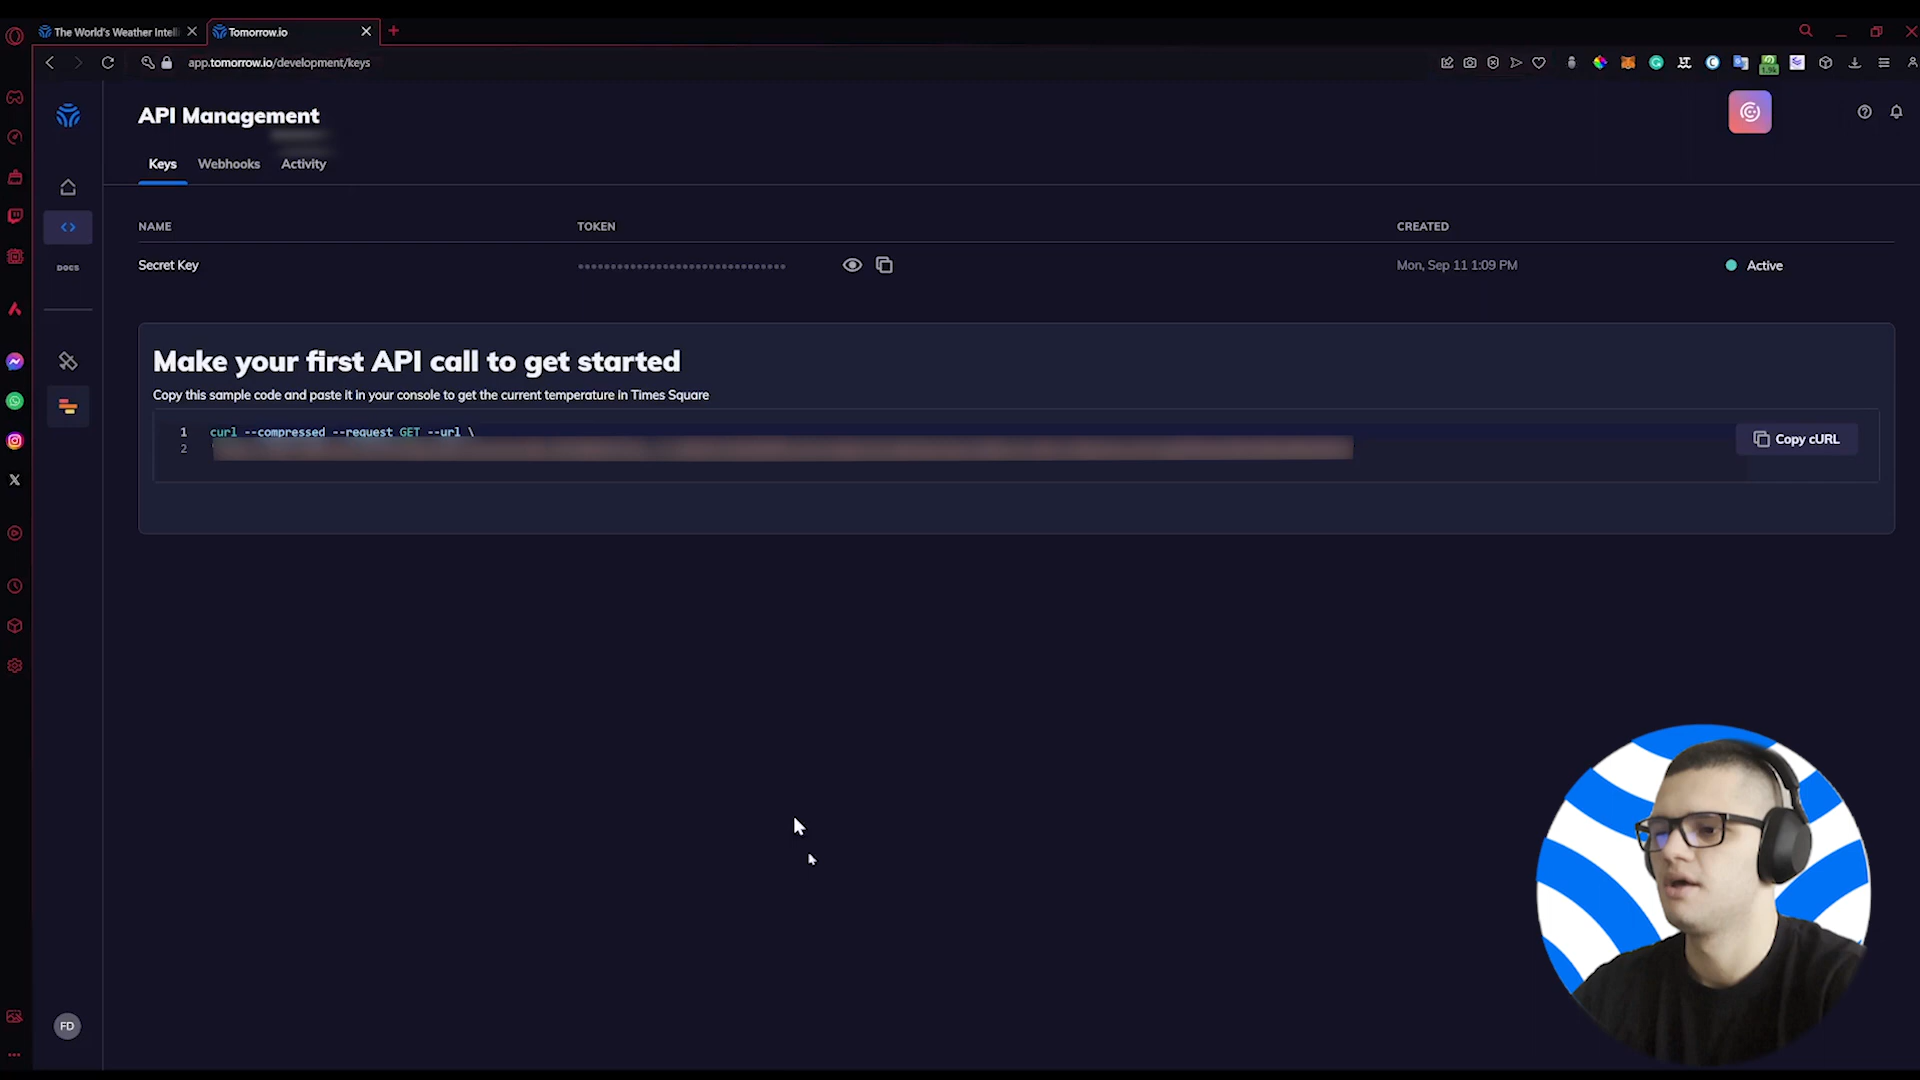 The World's Weather Intelli
Tomorrow.io
app.tomorrow.io/development/keys
1.9k
API Management
Keys Webhooks Activity
DOCS
NAME TOKEN CREATED
Secret Key Mon, Sep 11 1:09 PM Active
Make your first API call to get started
Copy this sample code and paste it in your console to get the current temperature in Times Square
1 curl --compressed --request GET --url \
2
Copy cURL
FD